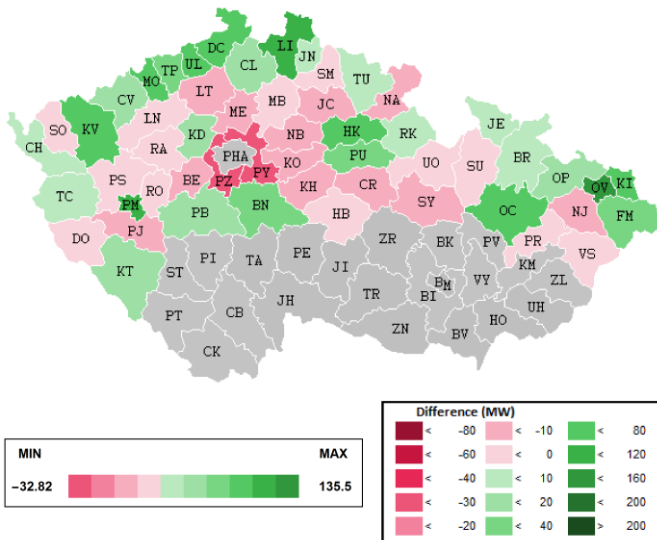 DC
LI
UL
JN
TP
MO
CL
SM
TU
CV
LT
NA
ME
MB
JC
LN
SO
KV
KD
NB
HK
RK
JE
CH
RA
PHA
PU
BR
KO
UO
SU
PS
BE
PZ
PY
OP
OV
KI
TC
RO
KH
CR
PM
PB
BN
SY
OC
NJ
FM
HB
DO
PJ
PR
VS
KT
ST
PI
TA
PE
JI
ZR
BK
PV
KM
BM
VY
ZL
TR
BI
JH
UH
PT
CB
HO
ZN
BV
CK
Difference (MW)
< -80 < -10 < 80
< -60 < 0 < 120
< -40 < 10 < 160
< -30 < 20 < 200
< -20 < 40 > 200
MIN MAX
−32.82 135.5